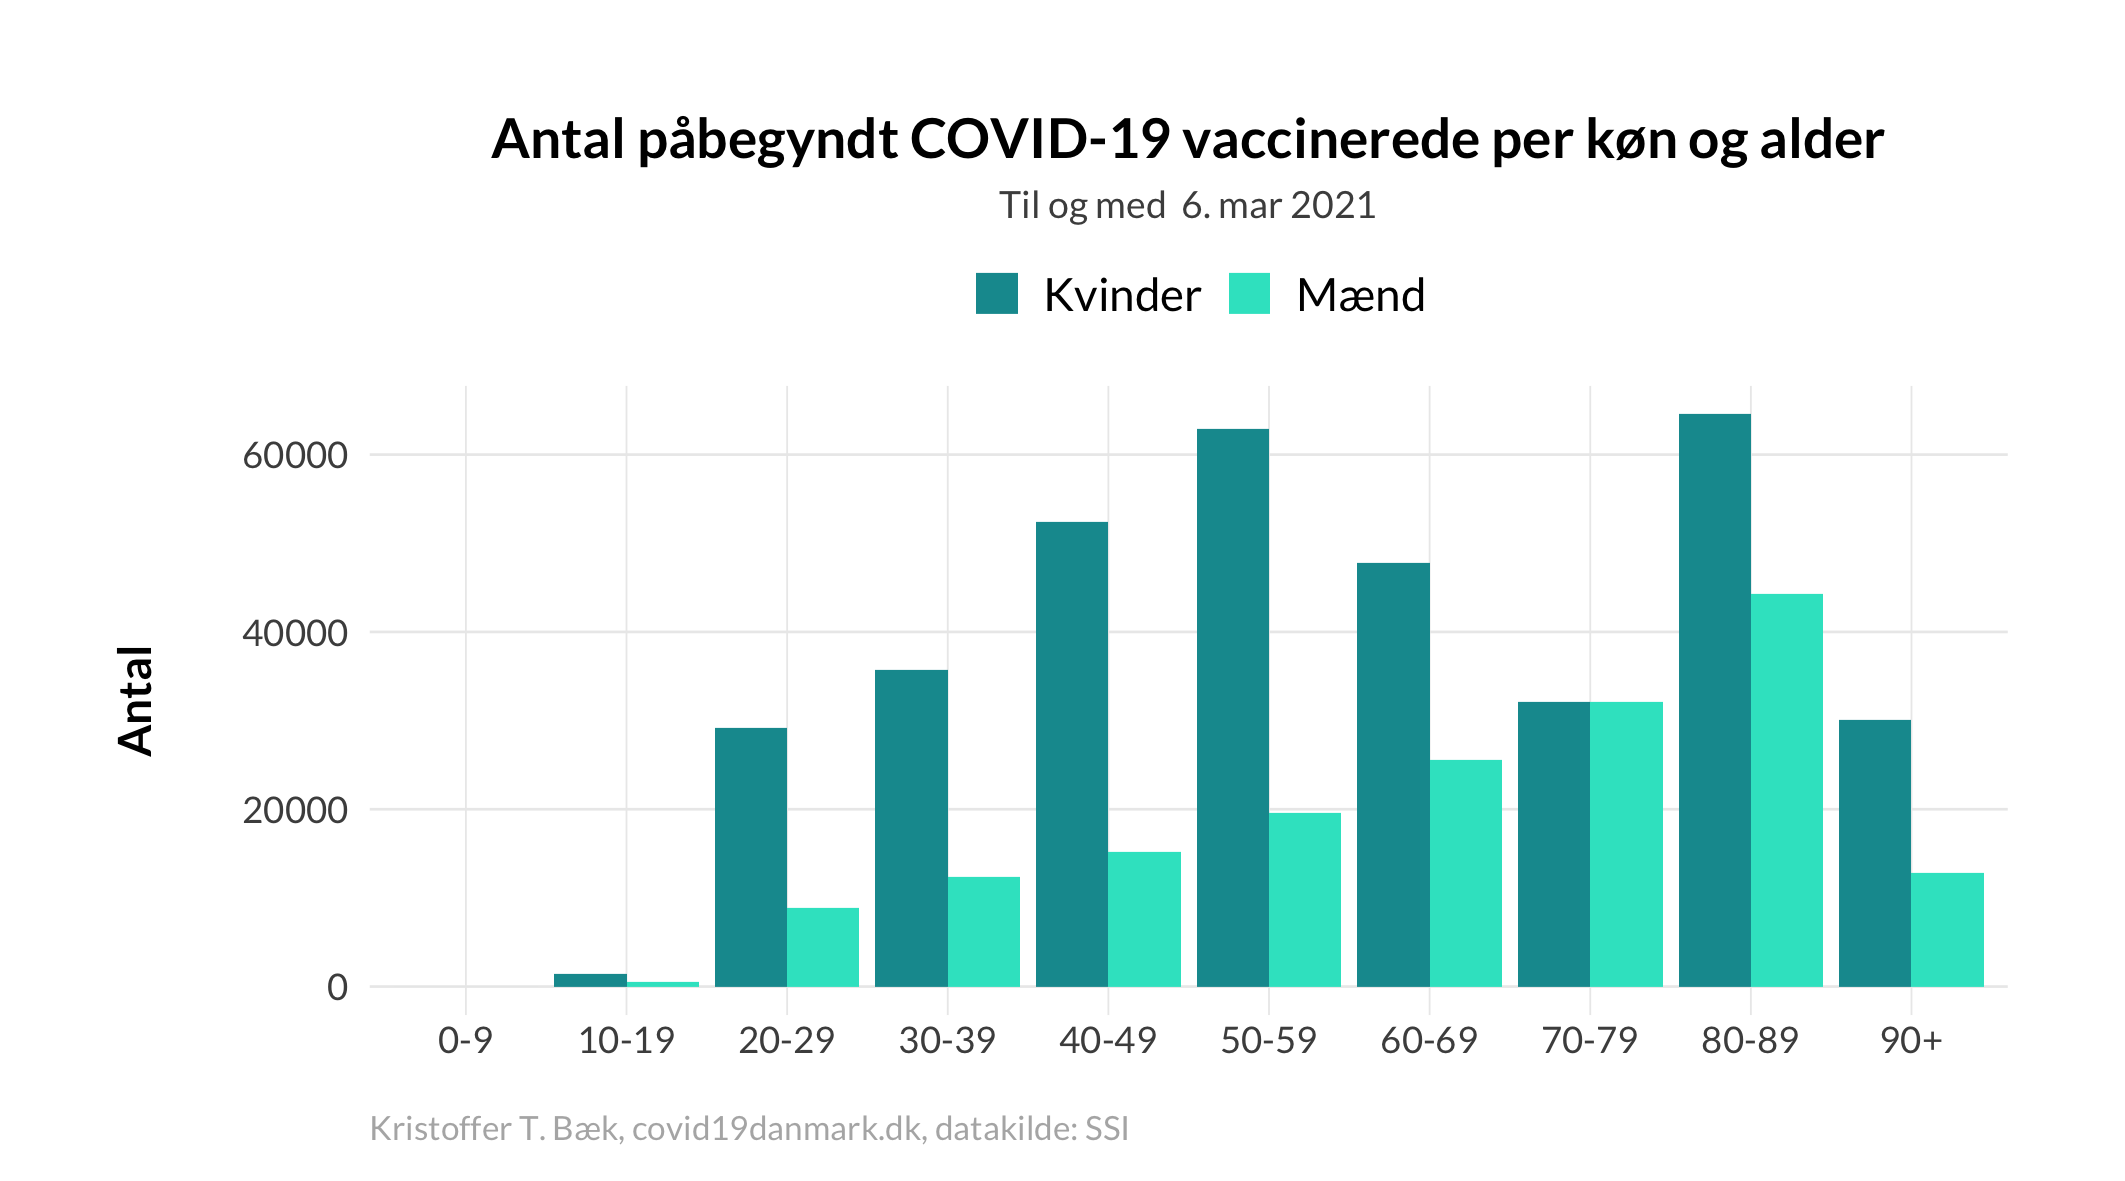 Antal påbegyndt COVID-19 vaccinerede per køn og alder
Til og med 6. mar 2021
Kvinder Mænd
Antal
60000
40000
20000
0
0-9 10-19 20-29 30-39 40-49 50-59 60-69 70-79 80-89 90+
Kristoffer T. Bæk, covid19danmark.dk, datakilde: SSI